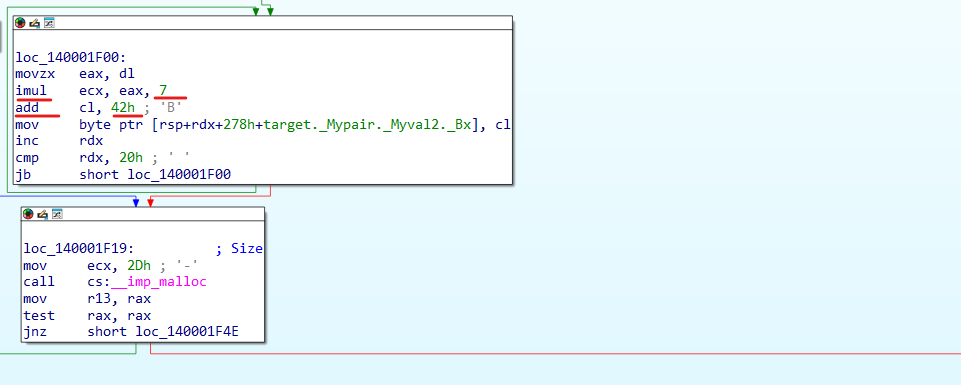 loc_140001F00:
movzx   eax, dl
imul    ecx, eax, 7
add     cl, 42h ; 'B'
mov     byte ptr [rsp+rdx+278h+target._Mypair._Myval2._Bx], cl
inc     rdx
cmp     rdx, 20h ; ' '
jb      short loc_140001F00
loc_140001F19:          ; Size
mov     ecx, 2Dh ; '-'
call    cs:__imp_malloc
mov     r13, rax
test    rax, rax
jnz     short loc_140001F4E